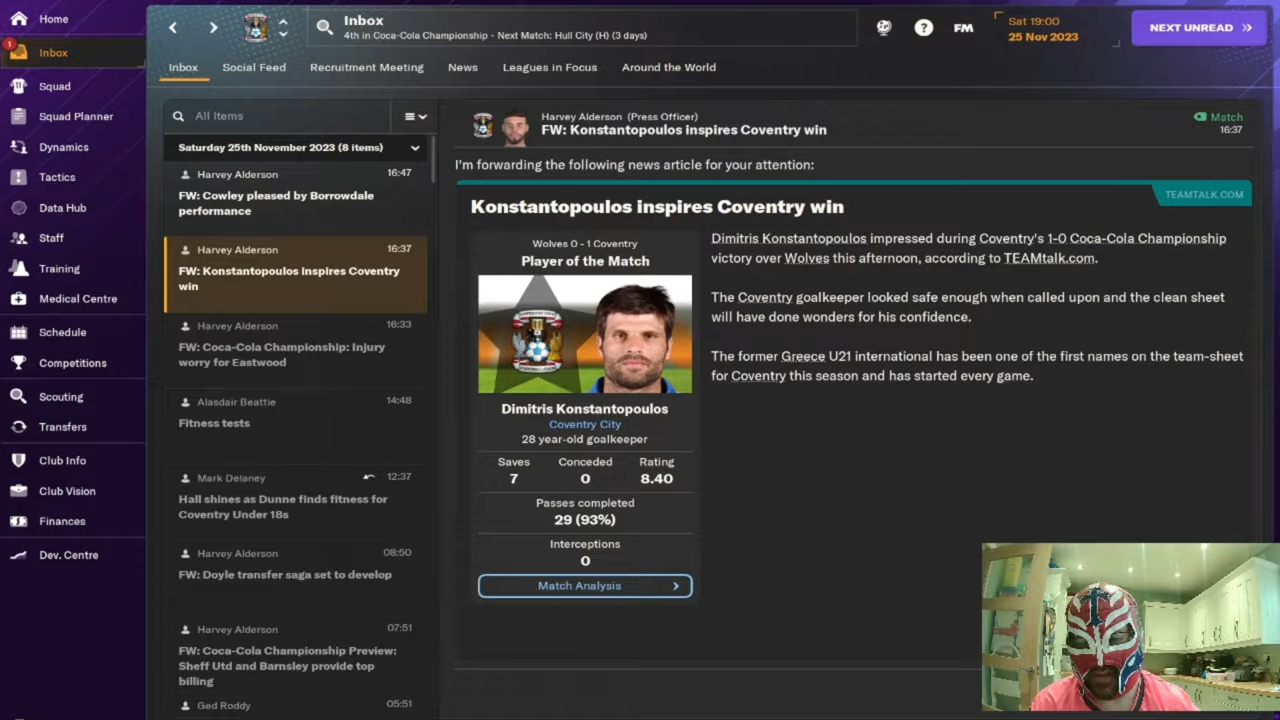 Home
1
Inbox
Squad
Squad Planner
Dynamics
Tactics
Data Hub
Staff
Training
Medical Centre
Schedule
Competitions
Scouting
Transfers
Club Info
Club Vision
Finances
Dev. Centre
Inbox
4th in Coca-Cola Championship - Next Match: Hull City (H) (3 days)
?
FM
Sat 19:00
25 Nov 2023
NEXT UNREAD
Inbox
Social Feed
Recruitment Meeting
News
Leagues in Focus
Around the World
All Items
Saturday 25th November 2023 (8 items)
Harvey Alderson 16:47
FW: Cowley pleased by Borrowdale
performance
Harvey Alderson 16:37
FW: Konstantopoulos inspires Coventry
win
Harvey Alderson 16:33
FW: Coca-Cola Championship: Injury
worry for Eastwood
Alasdair Beattie 14:48
Fitness tests
Mark Delaney 12:37
Hall shines as Dunne finds fitness for
Coventry Under 18s
Harvey Alderson 08:50
FW: Doyle transfer saga set to develop
Harvey Alderson 07:51
FW: Coca-Cola Championship Preview:
Sheff Utd and Barnsley provide top
billing
Ged Roddy 05:51
Harvey Alderson (Press Officer)
FW: Konstantopoulos inspires Coventry win
Match
16:37
I'm forwarding the following news article for your attention:
TEAMTALK.COM
Konstantopoulos inspires Coventry win
Wolves 0 - 1 Coventry
Player of the Match
Dimitris Konstantopoulos
Coventry City
28 year-old goalkeeper
Saves Conceded Rating
7 0 8.40
Passes completed
29 (93%)
Interceptions
0
Match Analysis
Dimitris Konstantopoulos impressed during Coventry's 1-0 Coca-Cola Championship
victory over Wolves this afternoon, according to TEAMtalk.com.
The Coventry goalkeeper looked safe enough when called upon and the clean sheet
will have done wonders for his confidence.
The former Greece U21 international has been one of the first names on the team-sheet
for Coventry this season and has started every game.